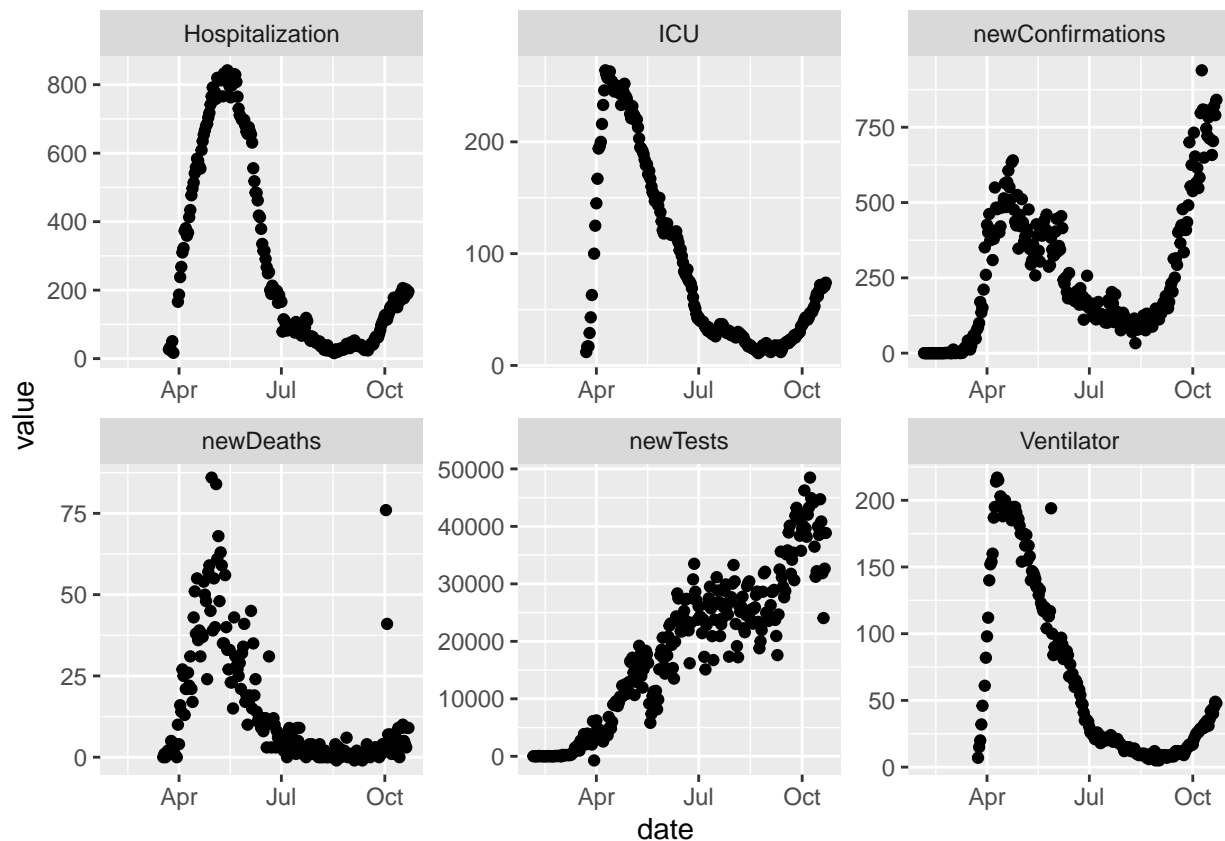 Hospitalization
ICU
newConfirmations
800
600
400
200
0
200
100
0
750
500
250
0
Apr
Jul
Oct
Apr
Jul
Oct
Apr
Jul
Oct
newDeaths
newTests
Ventilator
75
50
25
0
50000
40000
30000
20000
10000
0
200
150
100
50
0
Apr
Jul
Oct
Apr
Jul
Oct
Apr
Jul
Oct
value
date